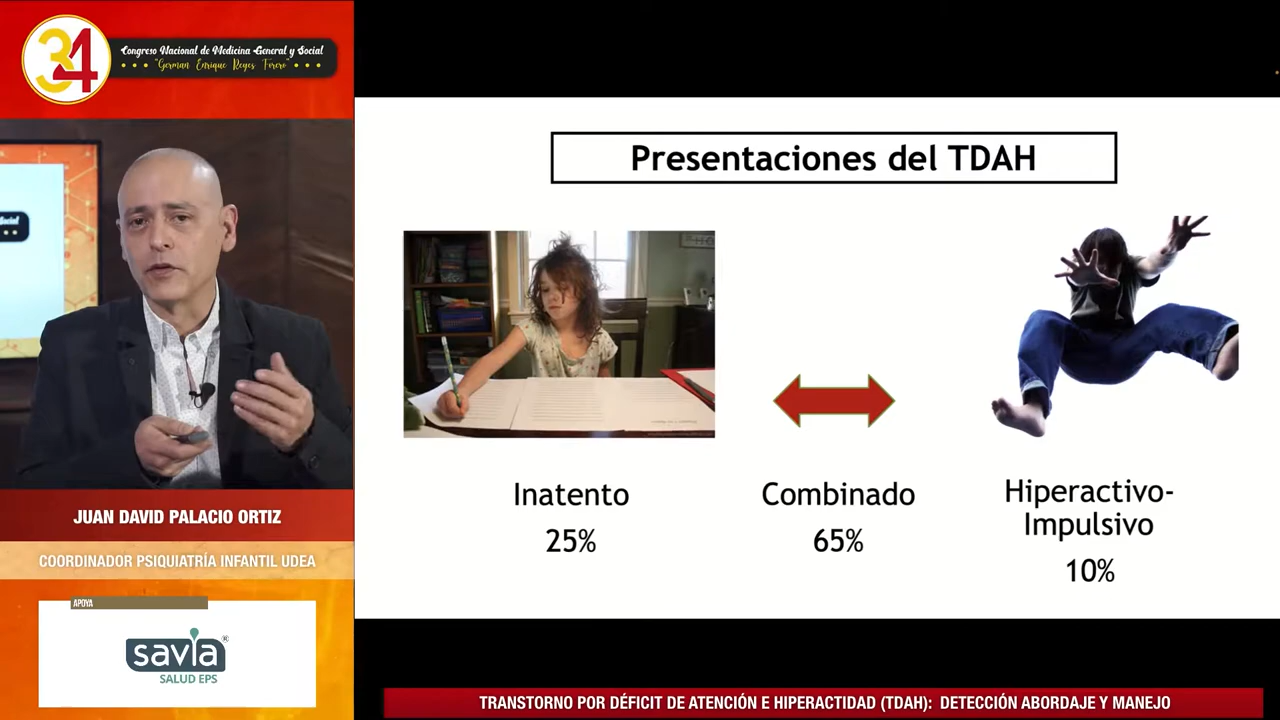 34
Congreso Nacional de Medicina General y Social
"German Enrique Reyes Forero"
Social
JUAN DAVID PALACIO ORTIZ
COORDINADOR PSIQUIATRÍA INFANTIL UDEA
APOYA
savia®
SALUD EPS
Presentaciones del TDAH
Inatento
25%
Combinado
65%
Hiperactivo-
Impulsivo
10%
TRANSTORNO POR DÉFICIT DE ATENCIÓN E HIPERACTIDAD (TDAH): DETECCIÓN ABORDAJE Y MANEJO